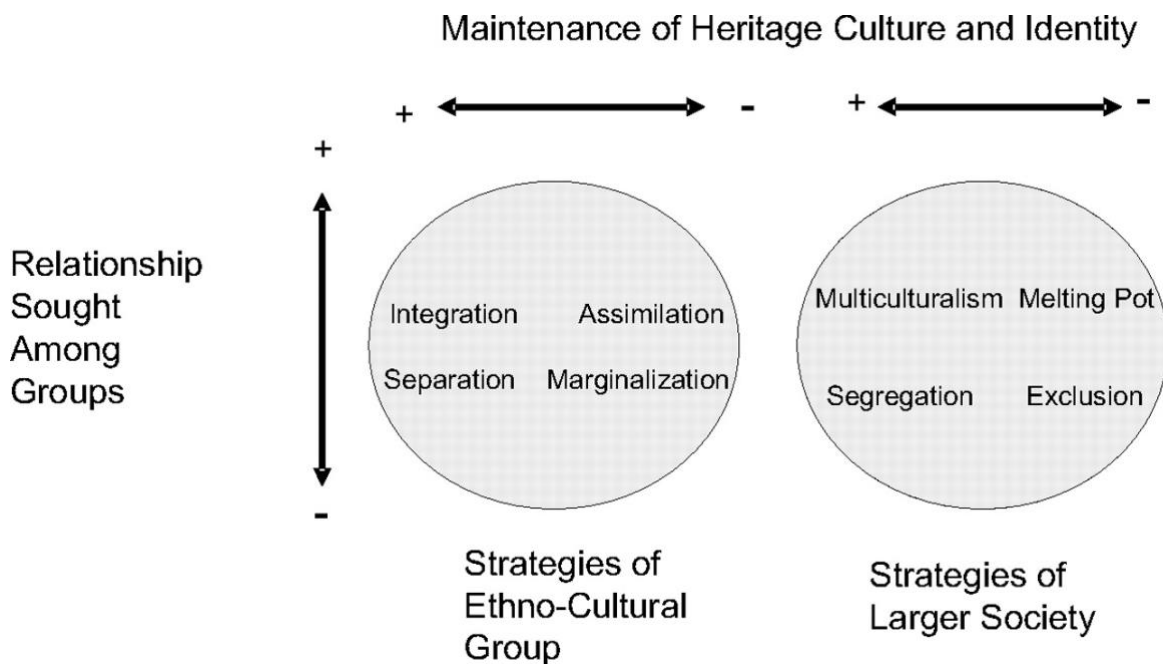 Maintenance of Heritage Culture and Identity
+ -
+ -
+
Relationship
Sought
Among
Groups
-
Integration Assimilation
Separation Marginalization
Multiculturalism Melting Pot
Segregation Exclusion
Strategies of
Ethno-Cultural
Group
Strategies of
Larger Society